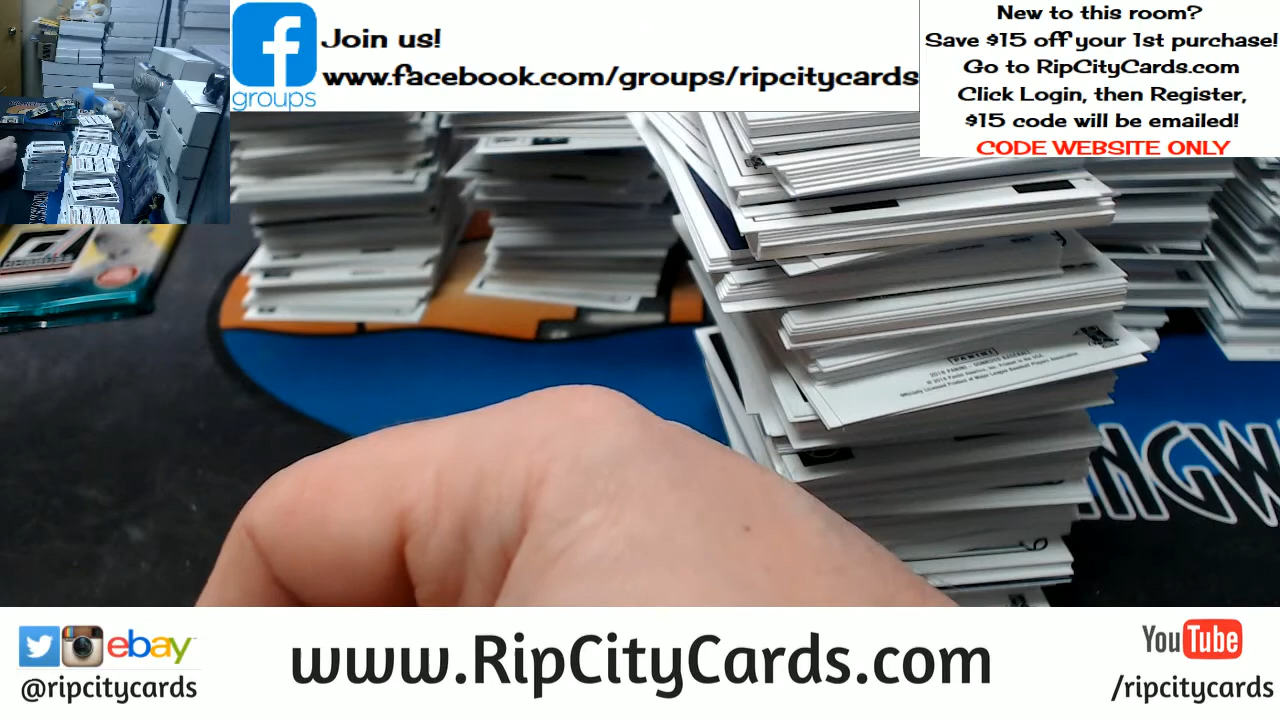 groups
Join us!
www.facebook.com/groups/ripcitycards
New to this room?
Save $15 off your 1st purchase!
Go to RipCityCards.com
Click Login, then Register,
$15 code will be emailed!
CODE WEBSITE ONLY
PANINI
ebay
@ripcitycards
www.RipCityCards.com
YouTube
/ripcitycards